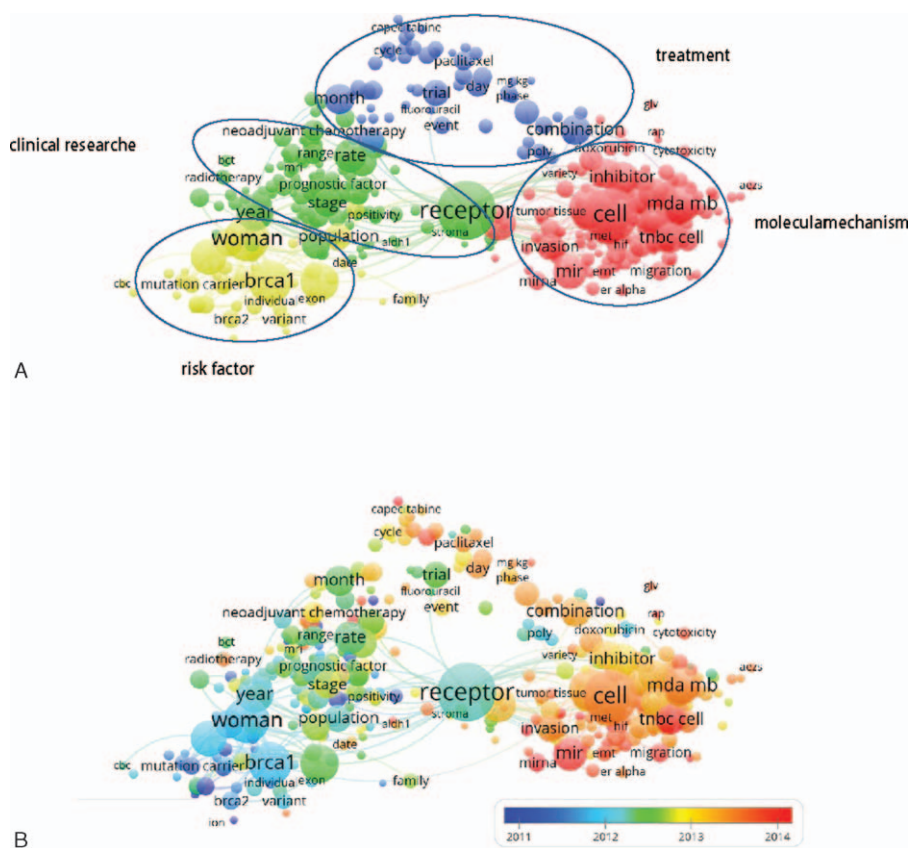 capecitabine
cycle
paclitaxel
treatment
month
trial
day
mg kg
phase
fluorouracil
event
glv
neoadjuvant chemotherapy
combination
rap
clinical researche
bct
range
rate
poly
doxorubicin
cytotoxicity
mri
radiotherapy
variety
inhibitor
prognostic factor
aezs
stage
receptor
cell
mda mb
year
positivity
tumor tissue
moleculamechanism
woman
population
aldh1
stroma
met
hif
tnbc cell
invasion
date
mir
emt
migration
cbc
mutation carrier
brca1
exon
mirna
individual
family
er alpha
brca2
variant
A
risk factor
capecitabine
cycle
paclitaxel
day
mg kg
phase
month
trial
fluorouracil
event
glv
neoadjuvant chemotherapy
combination
rap
bct
range
rate
poly
doxorubicin
cytotoxicity
mri
radiotherapy
variety
inhibitor
prognostic factor
aezs
stage
receptor
cell
mda mb
year
positivity
tumor tissue
woman
population
aldh1
stroma
met
hif
tnbc cell
invasion
date
mir
emt
migration
cbc
mutation carrier
brca1
exon
mirna
individual
family
er alpha
brca2
variant
ion
B
2011 2012 2013 2014